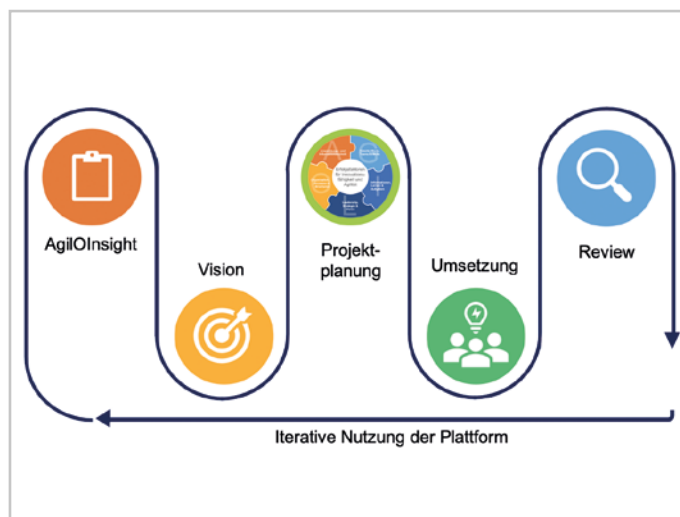 AgilOInsight
Vision
Projekt-
planung
Umsetzung
Review
Iterative Nutzung der Plattform